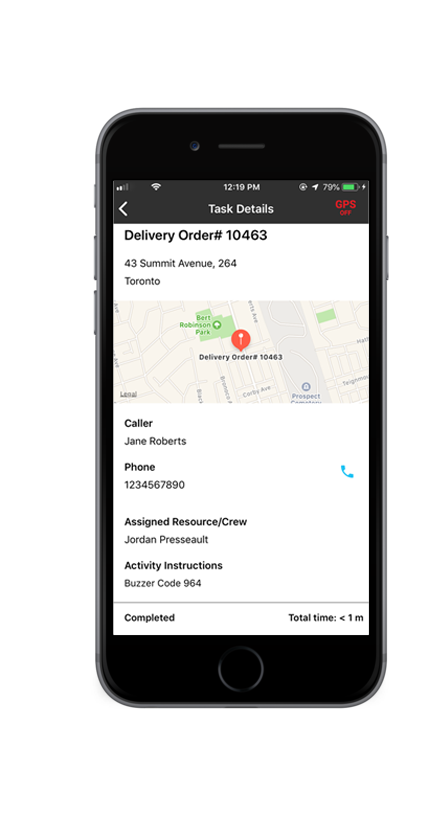 12:19 PM
79%
Task Details
GPS
OFF
Delivery Order# 10463
43 Summit Avenue, 264
Toronto
Bert
Robinson
Park
Delivery Order# 10463
Corby Ave
Prospect
Cemetery
Legal
Caller
Jane Roberts
Phone
1234567890
Assigned Resource/Crew
Jordan Presseault
Activity Instructions
Buzzer Code 964
Completed
Total time: < 1 m